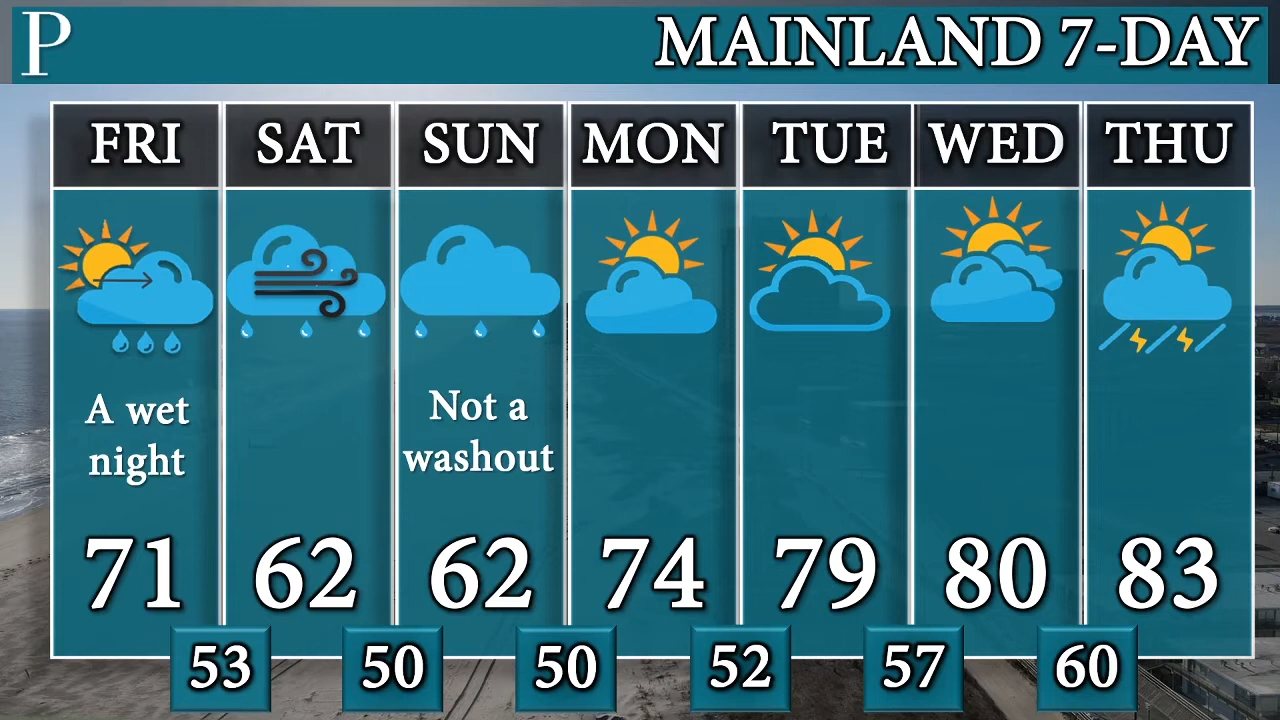 P
MAINLAND 7-DAY
FRI SAT SUN MON TUE WED THU
A wet
night
Not a
washout
71 62 62 74 79 80 83
53 50 50 52 57 60